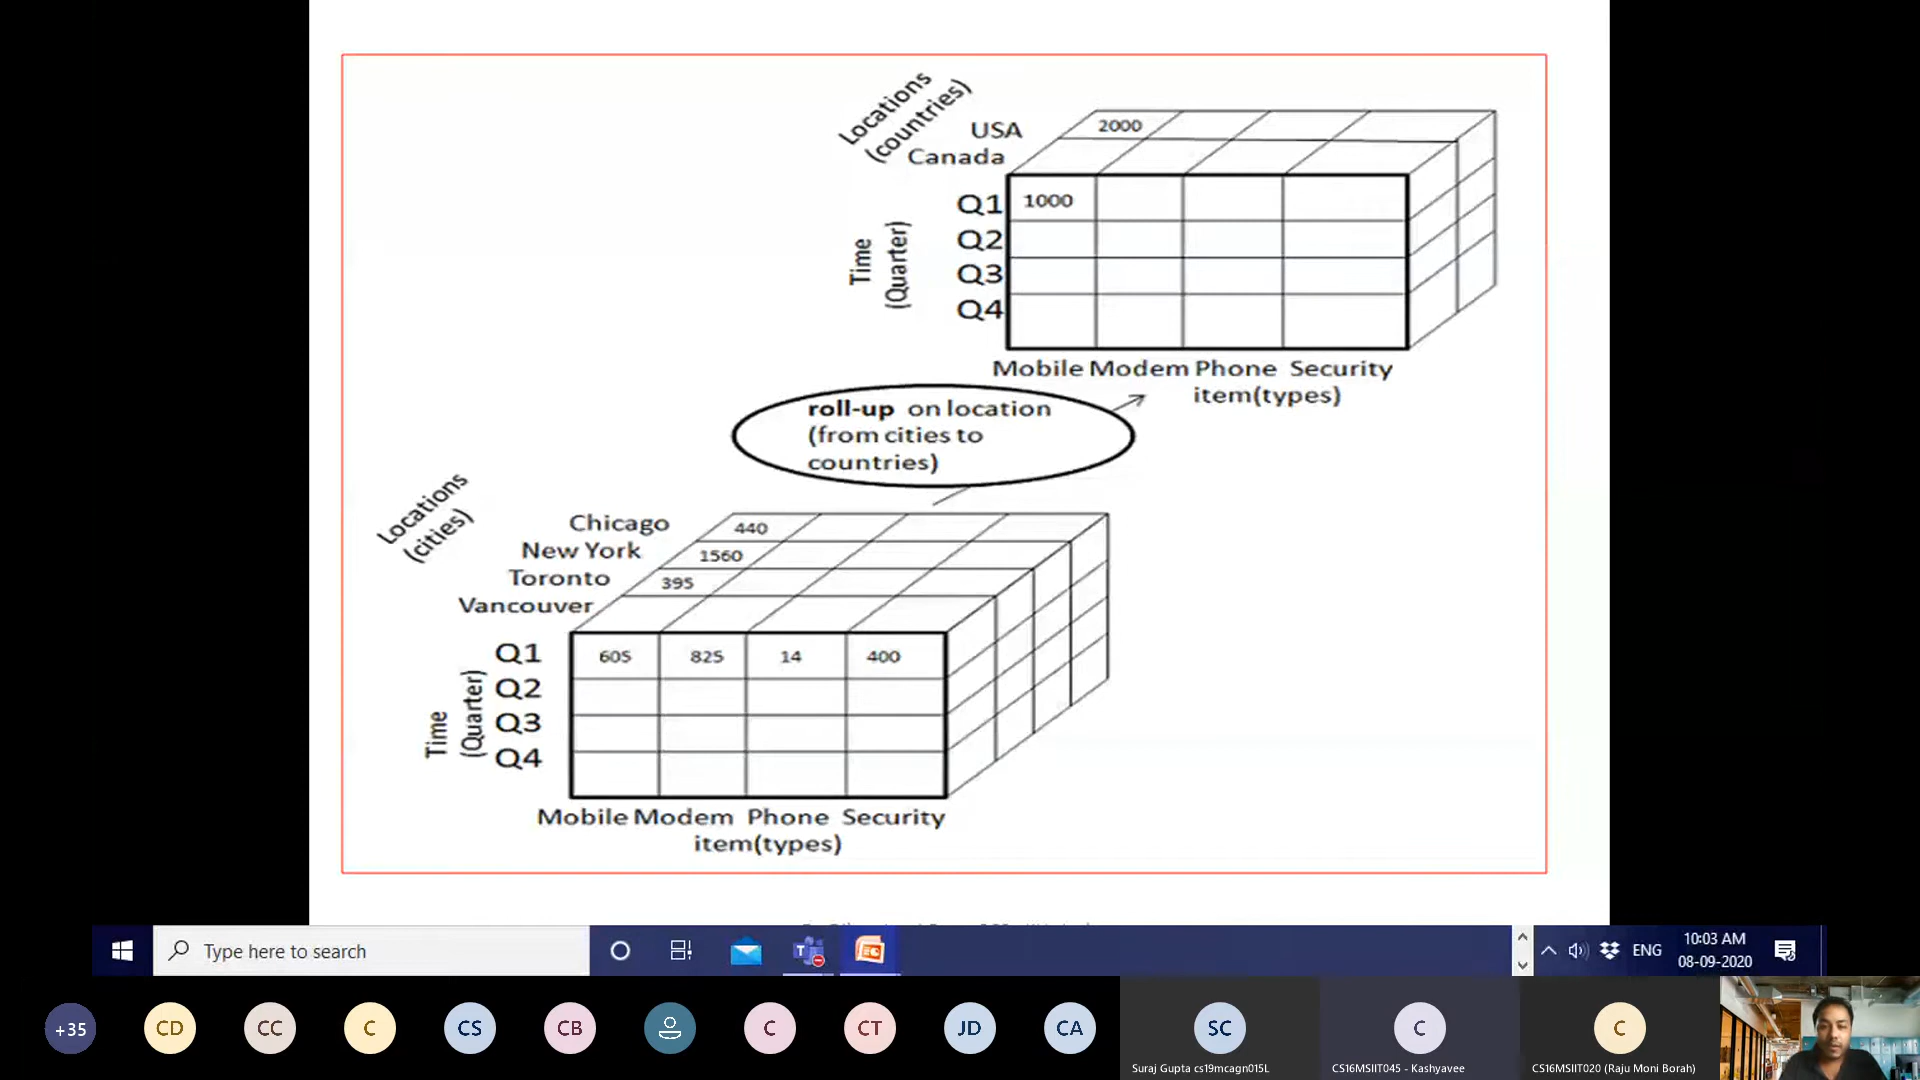 Locations
(countries)
USA
Canada
2000
Q1
1000
Q2
Q3
Q4
Time
(Quarter)
Mobile Modem Phone Security
item(types)
roll-up on location
(from cities to
countries)
Locations
(cities)
Chicago
440
New York
1560
Toronto
395
Vancouver
Q1
605 825 14 400
Q2
Q3
Q4
Time
(Quarter)
Mobile Modem Phone Security
item(types)
Type here to search
ENG
10:03 AM
08-09-2020
+35
CD
CC
C
CS
CB
C
CT
JD
CA
SC
Suraj Gupta cs19mcagn015L
C
CS16MSIIT045 - Kashyavee
C
CS16MSIIT020 (Raju Moni Borah)